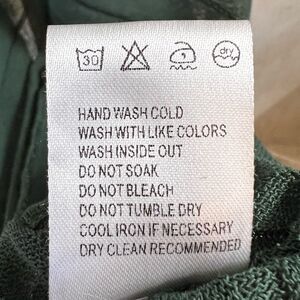 30 dry
HAND WASH COLD
WASH WITH LIKE COLORS
WASH INSIDE OUT
DO NOT SOAK
DO NOT BLEACH
DO NOT TUMBLE DRY
COOL IRON IF NECESSARY
DRY CLEAN RECOMMENDED